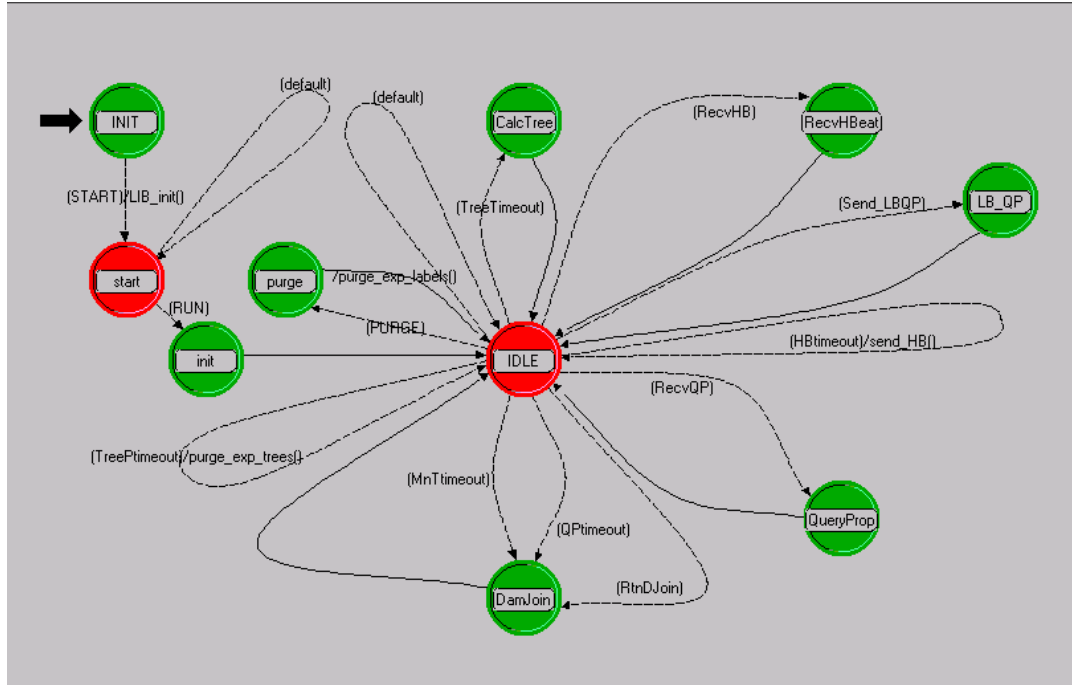 (default)
(default)
INIT
CalcTree
(RecvHB)
RecvHBeat
(START)/LIB_init()
(TreeTimeout)
(Send_LBQP)
LB_QP
start
purge
/purge_exp_labels()
(RUN)
(PURGE)
(HBtimeout)/send_HB()
init
IDLE
(RecvQP)
(TreePtimeout)/purge_exp_trees()
(MnTtimeout)
(QPtimeout)
QueryProp
(RtnDJoin)
DamJoin